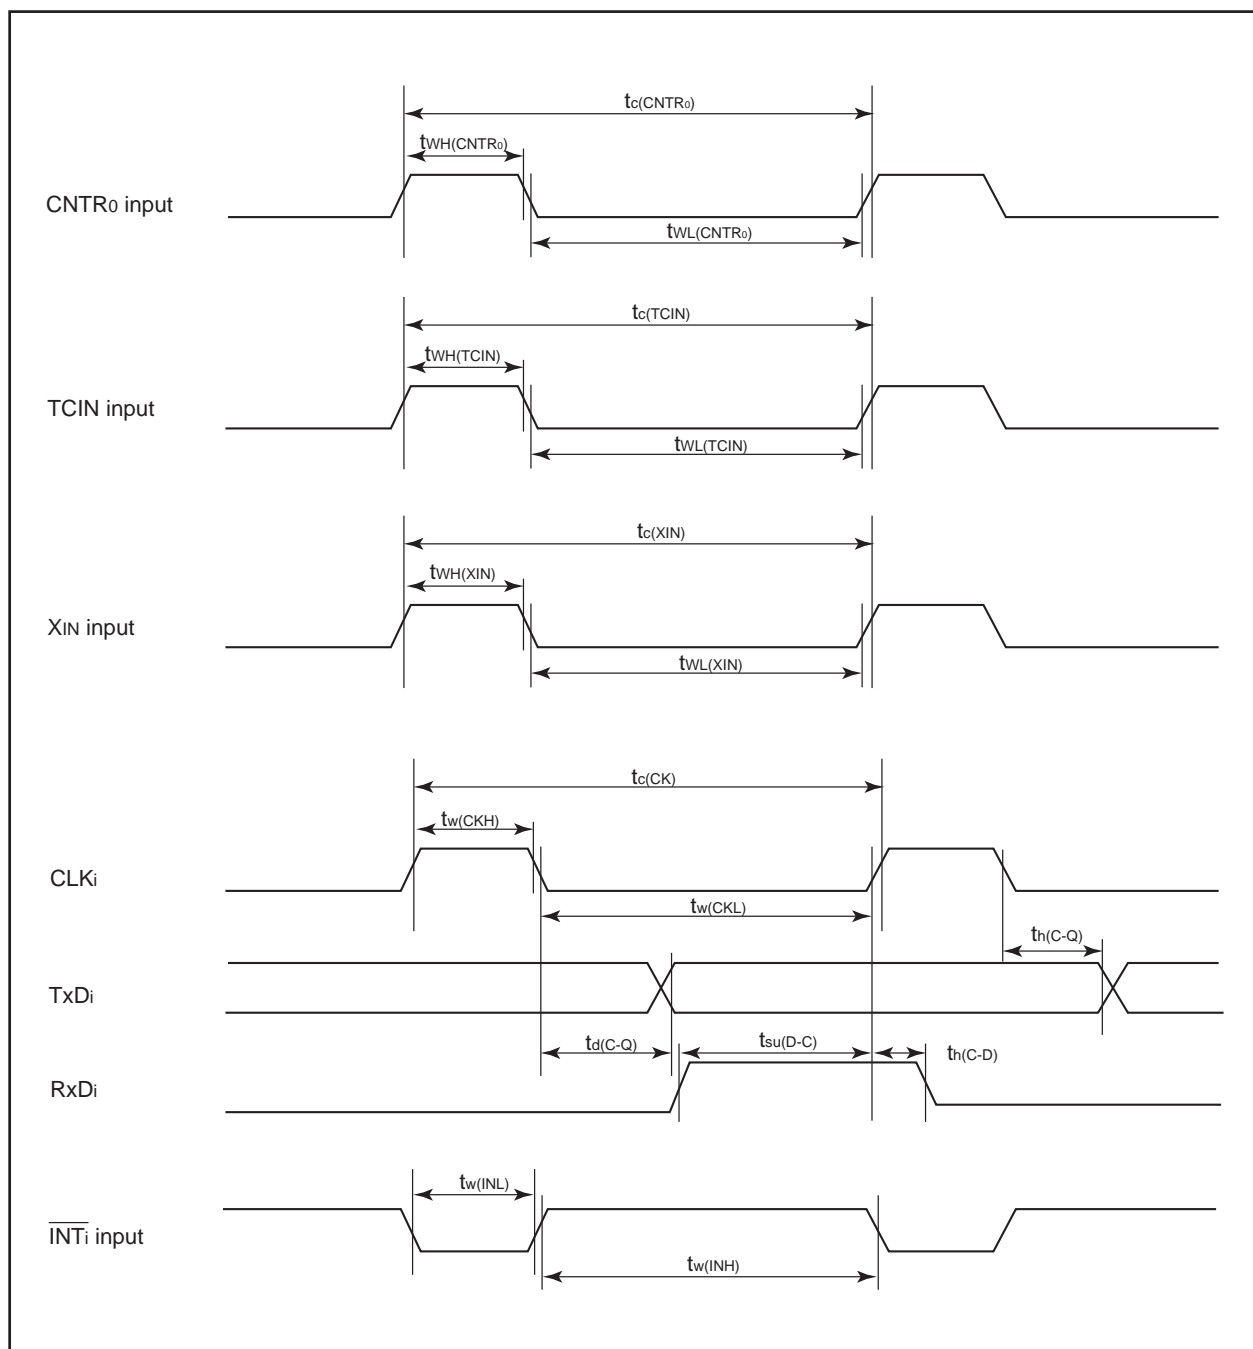 tc(CNTR0)
tWH(CNTR0)
CNTR0 input
tWL(CNTR0)
tc(TCIN)
tWH(TCIN)
TCIN input
tWL(TCIN)
tc(XIN)
tWH(XIN)
XIN input
tWL(XIN)
tc(CK)
tw(CKH)
CLKi
tw(CKL)
th(C-Q)
TxDi
td(C-Q)
tsu(D-C)
th(C-D)
RxDi
tw(INL)
INTi input
tw(INH)